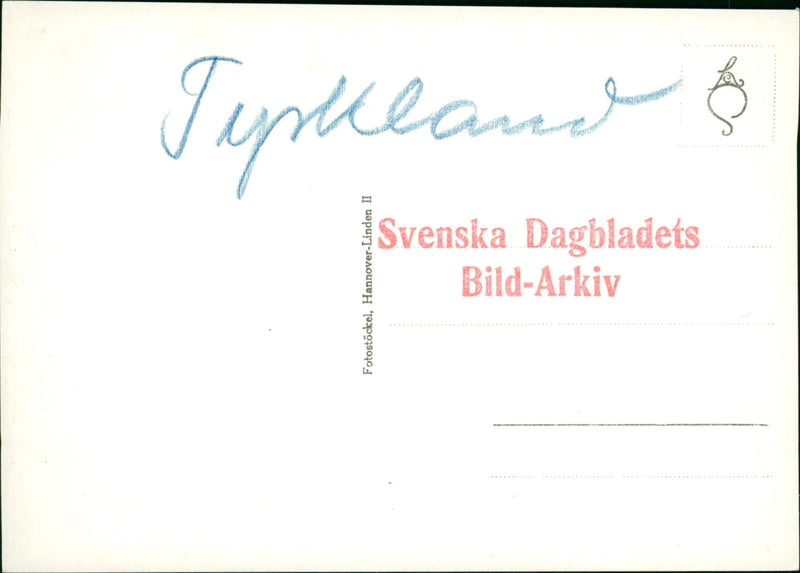 Tyskland
Svenska Dagbladets
Bild-Arkiv
Fotostöckel, Hannover-Linden II